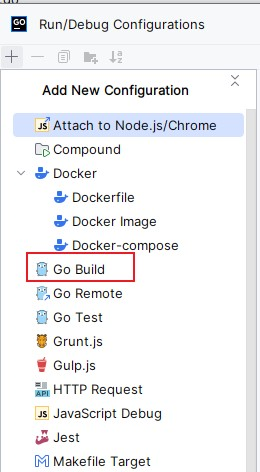 GO Run/Debug Configurations
Add New Configuration
JS Attach to Node.js/Chrome
Compound
Docker
Dockerfile
Docker Image
Docker-compose
Go Build
Go Remote
Go Test
Grunt.js
Gulp.js
API HTTP Request
JS JavaScript Debug
Jest
Makefile Target